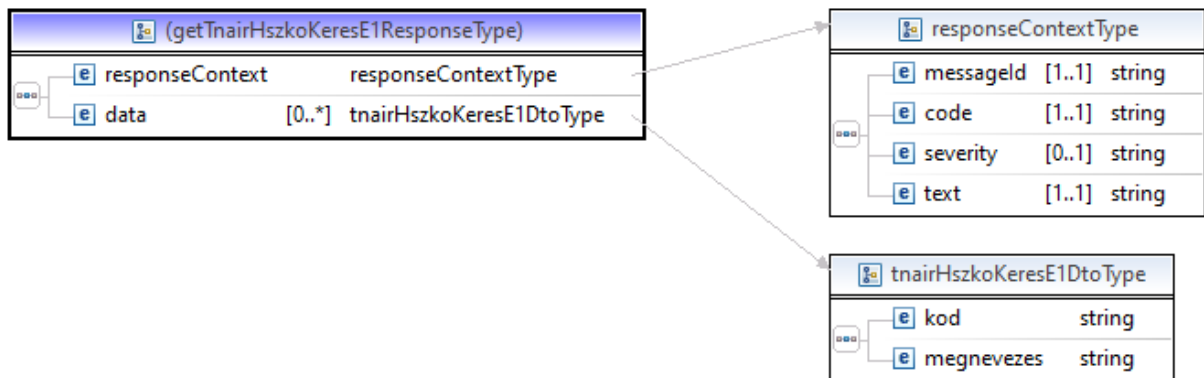 (getTnairHszkoKeresE1ResponseType)
e responseContext responseContextType
e data [0..*] tnairHszkoKeresE1DtoType
responseContextType
e messageId [1..1] string
e code [1..1] string
e severity [0..1] string
e text [1..1] string
tnairHszkoKeresE1DtoType
e kod string
e megnevezes string